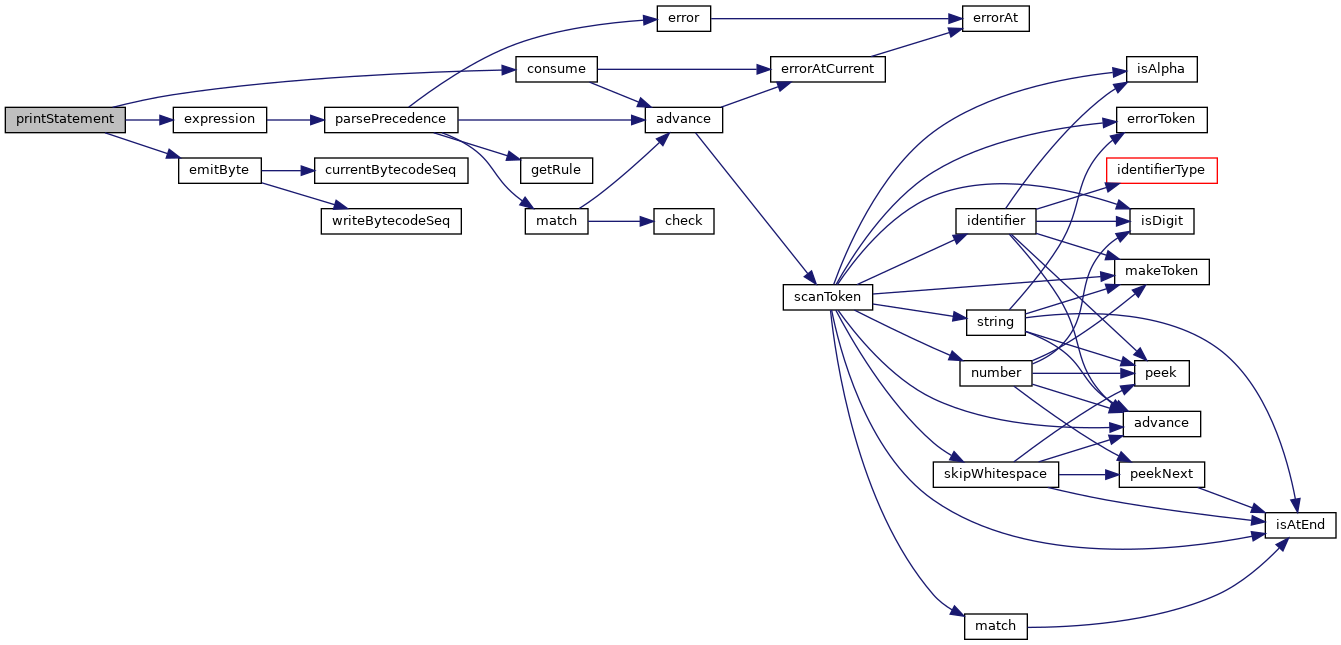 printStatement
expression
emitByte
consume
parsePrecedence
currentBytecodeSeq
writeBytecodeSeq
error
errorAtCurrent
advance
getRule
match
check
errorAt
scanToken
isAlpha
errorToken
identifierType
identifier
isDigit
makeToken
string
number
peek
advance
skipWhitespace
peekNext
isAtEnd
match